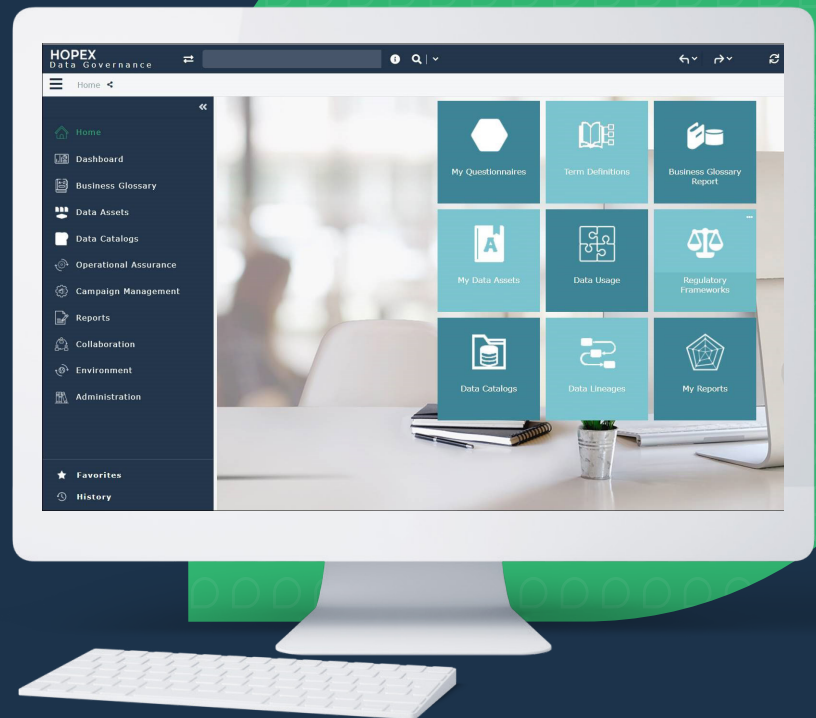 HOPEX
Data Governance
Home
Home
Dashboard
Business Glossary
Data Assets
Data Catalogs
Operational Assurance
Campaign Management
Reports
Collaboration
Environment
Administration
Favorites
History
My Questionnaires
Term Definitions
Business Glossary
Report
A
My Data Assets
Data Usage
Regulatory
Frameworks
Data Catalogs
Data Lineages
My Reports